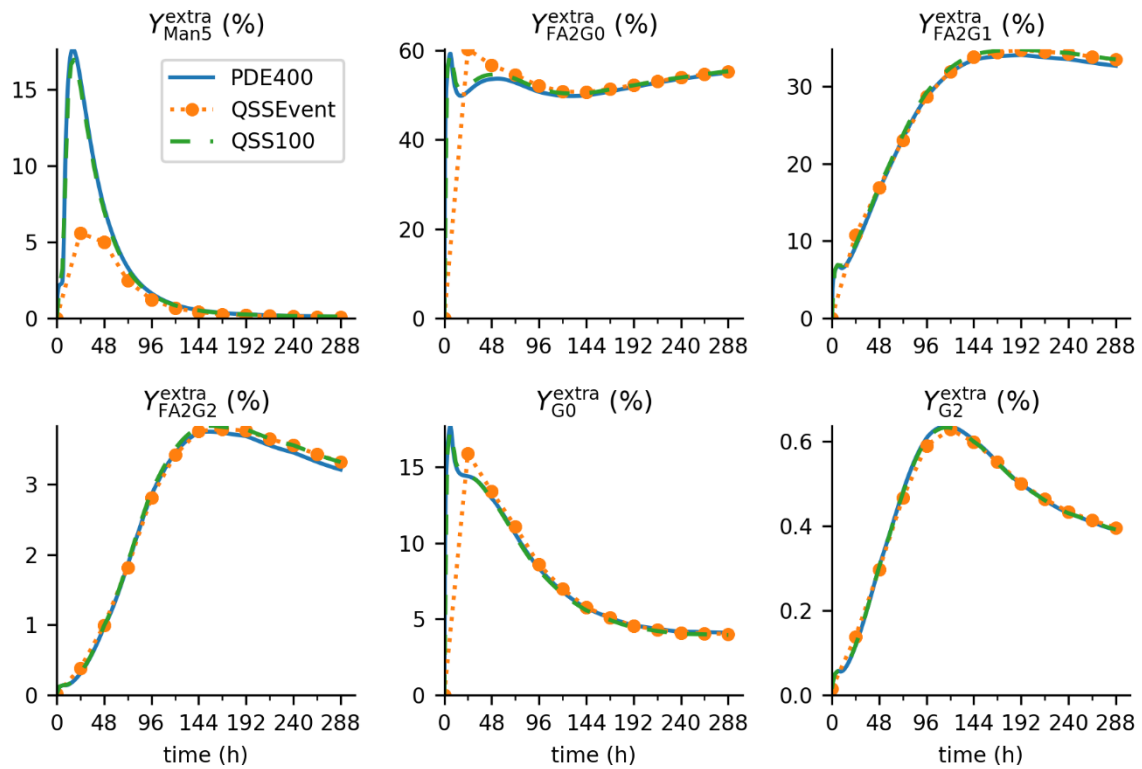 Y^extra_Man5 (%)
Y^extra_FA2G0 (%)
Y^extra_FA2G1 (%)
15
10
5
0
PDE400
QSSEvent
QSS100
0 48 96 144 192 240 288
60
40
20
0
0 48 96 144 192 240 288
30
20
10
0
0 48 96 144 192 240 288
Y^extra_FA2G2 (%)
Y^extra_G0 (%)
Y^extra_G2 (%)
3
2
1
0
0 48 96 144 192 240 288
time (h)
15
10
5
0
0 48 96 144 192 240 288
time (h)
0.6
0.4
0.2
0.0
0 48 96 144 192 240 288
time (h)